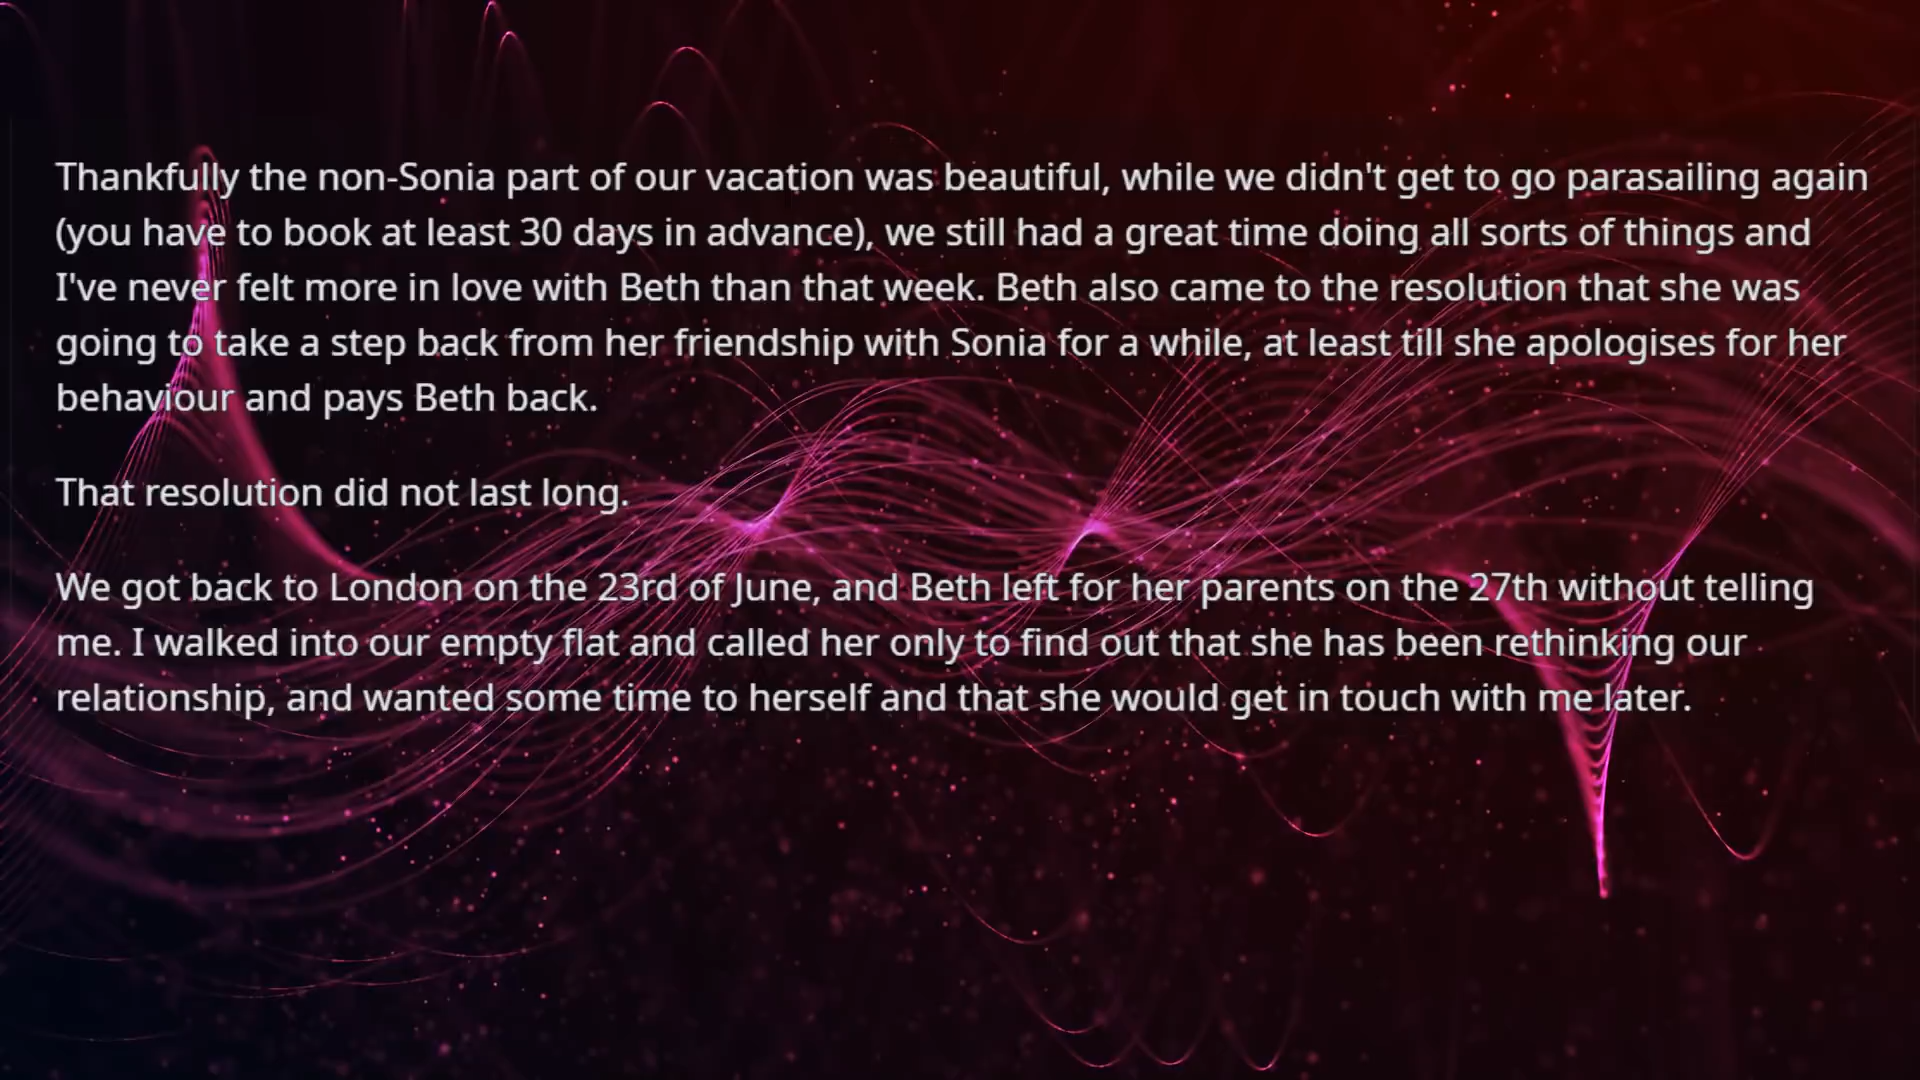 Thankfully the non-Sonia part of our vacation was beautiful, while we didn't get to go parasailing again
(you have to book at least 30 days in advance), we still had a great time doing all sorts of things and
I've never felt more in love with Beth than that week. Beth also came to the resolution that she was
going to take a step back from her friendship with Sonia for a while, at least till she apologises for her
behaviour and pays Beth back.
That resolution did not last long.
We got back to London on the 23rd of June, and Beth left for her parents on the 27th without telling
me. I walked into our empty flat and called her only to find out that she has been rethinking our
relationship, and wanted some time to herself and that she would get in touch with me later.